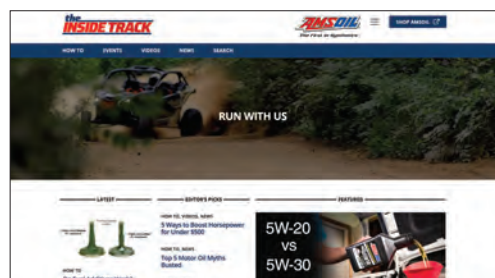 the
INSIDE TRACK
AMSOIL
The First in Synthetics
SHOP AMSOIL
HOW TO EVENTS VIDEOS NEWS SEARCH
RUN WITH US
LATEST
EDITOR'S PICKS
FEATURES
HOW TO, VIDEOS, NEWS
5 Ways to Boost Horsepower
for Under $500
HOW TO, NEWS
Top 5 Motor Oil Myths
Busted
HOW TO
5W-20
VS
5W-30